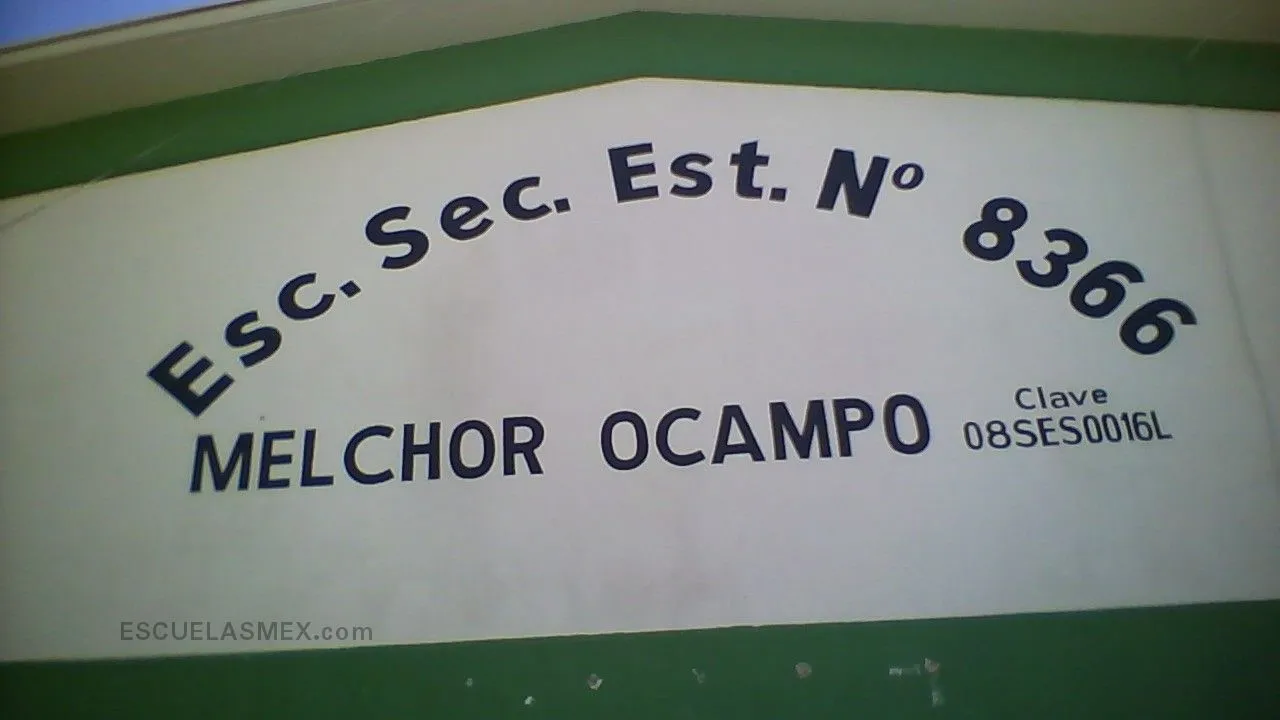 Esc. Sec. Est. Nº 8366
MELCHOR OCAMPO
Clave
08SES0016L
ESCUELASMEX.com